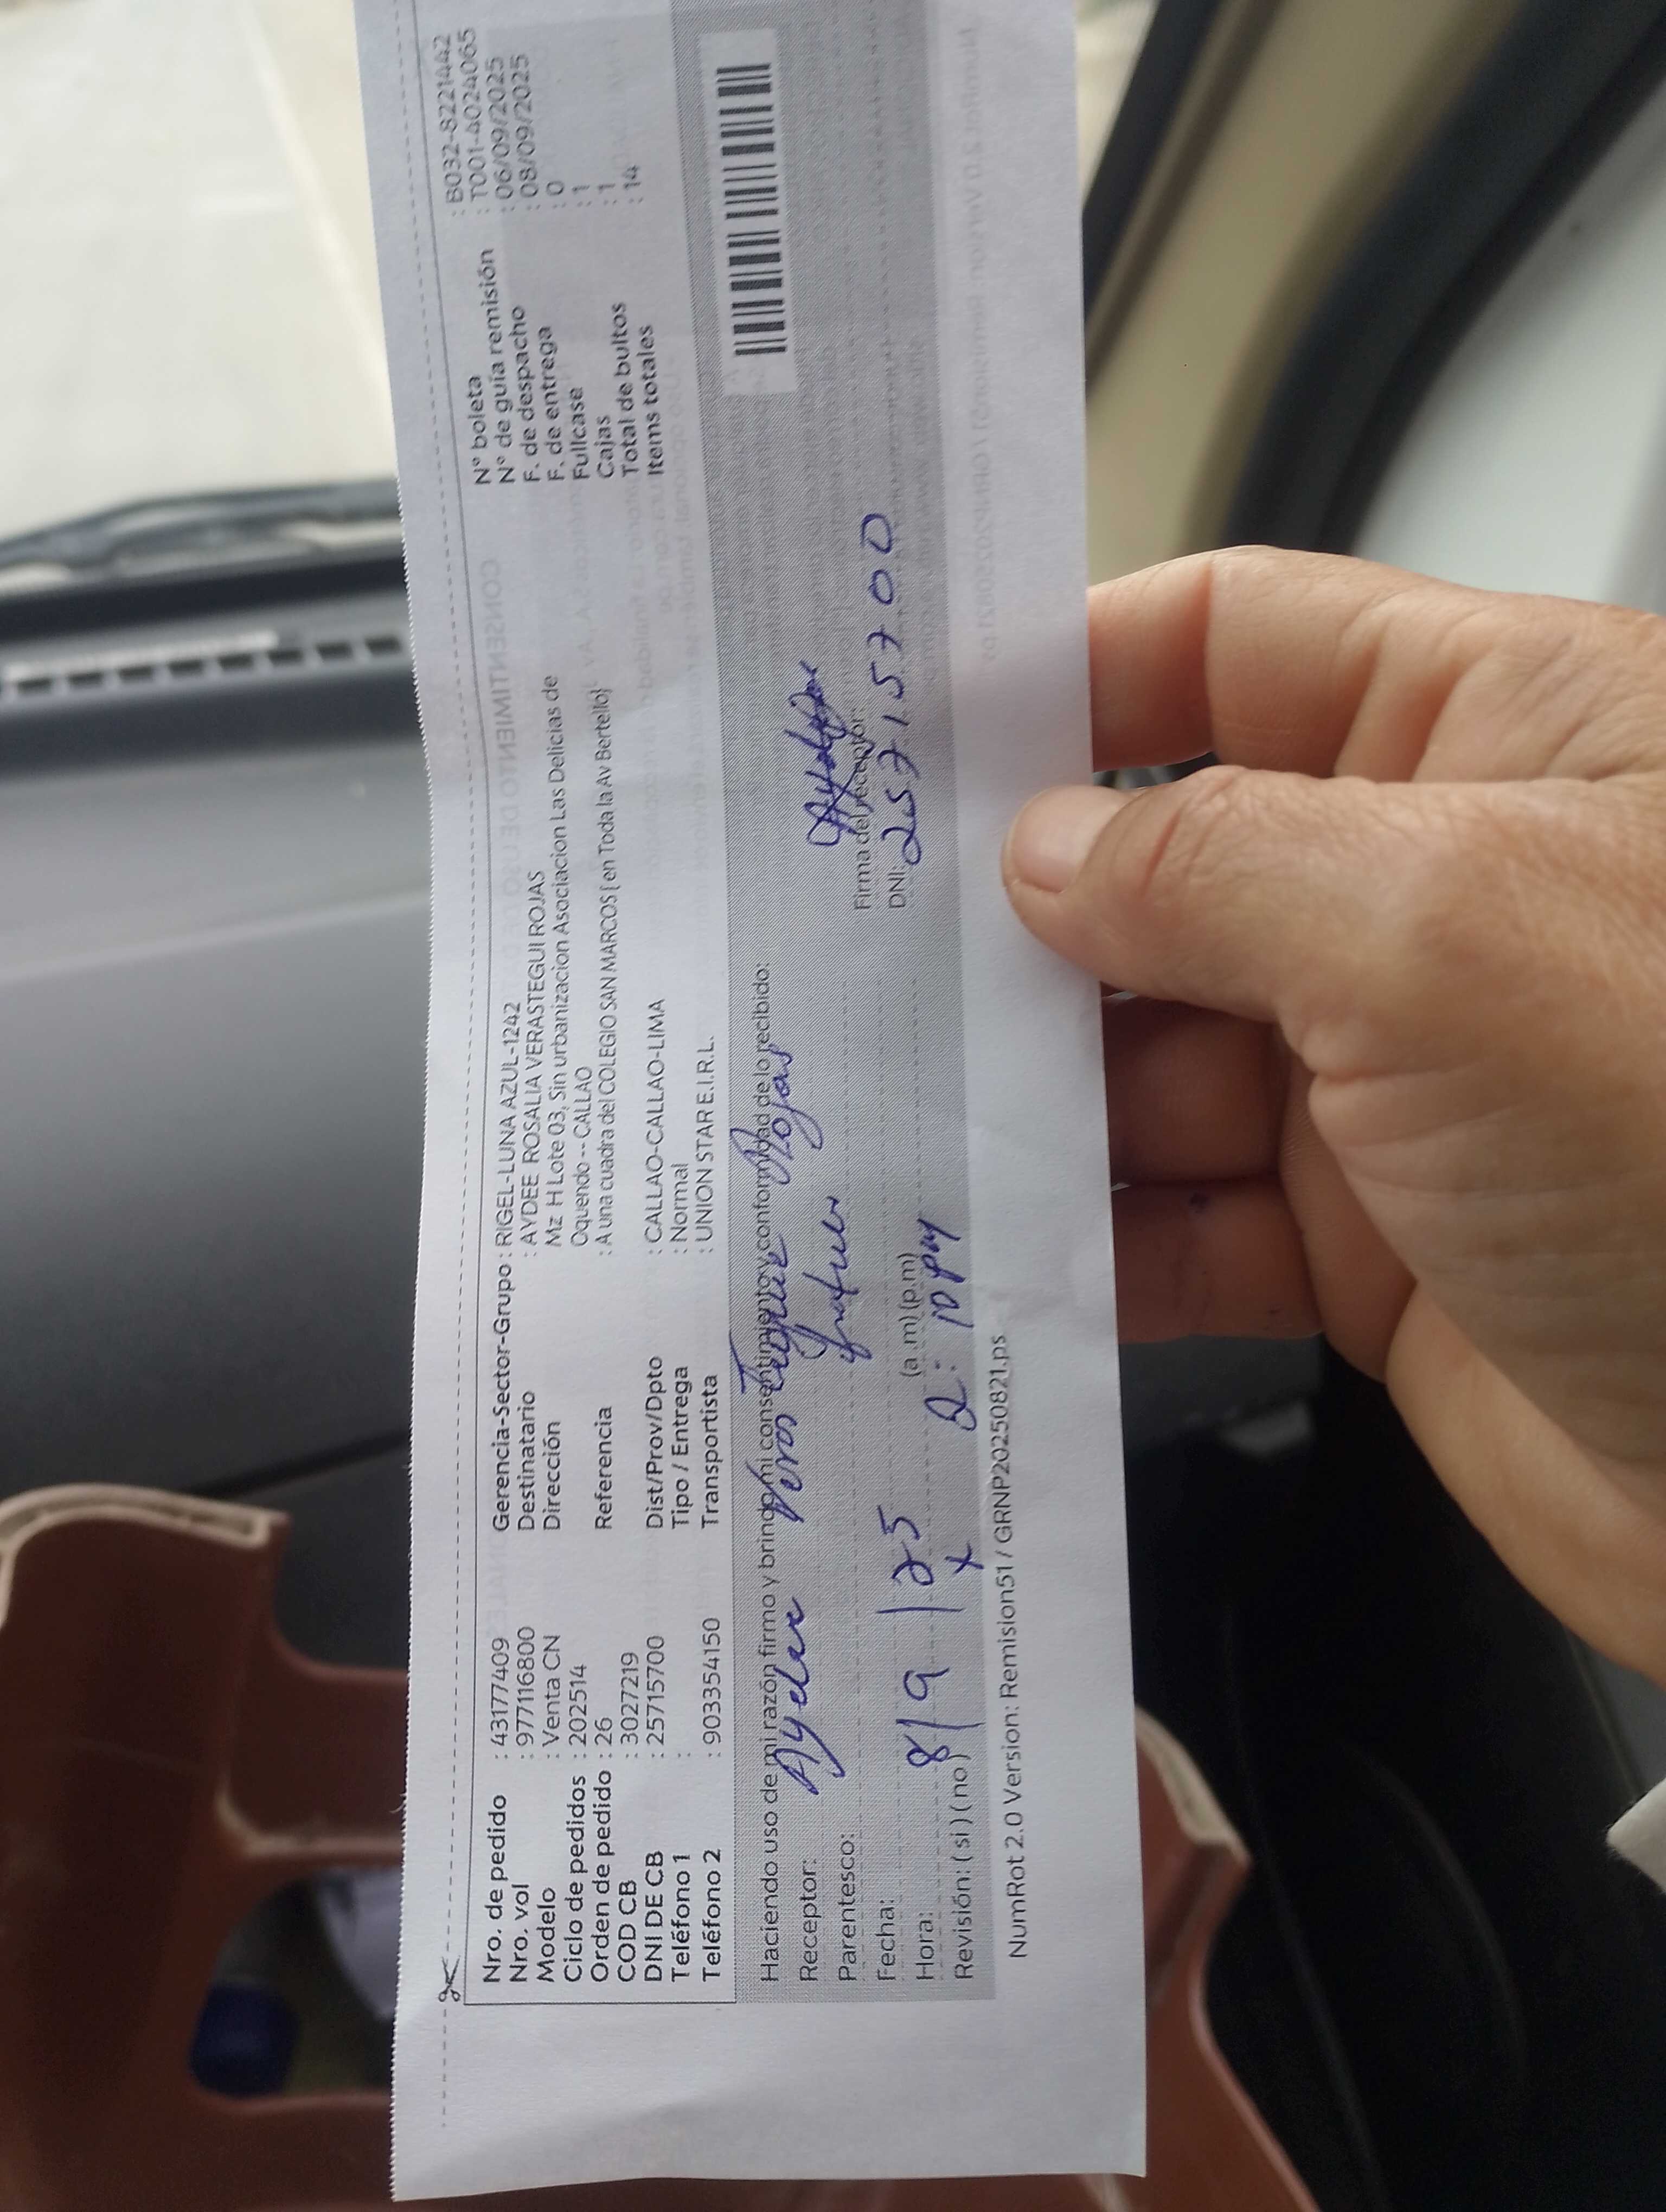 Nro. de pedido : 43177409
Nro. vol : 977116800
Modelo : Venta CN
Ciclo de pedidos : 202514
Orden de pedido : 26
COD CB : 3027219
DNI DE CB : 25715700
Teléfono 1 :
Teléfono 2 : 903354150
Gerencia-Sector-Grupo : RIGEL-LUNA AZUL-1242
Destinatario : AYDEE ROSALIA VERASTEGUI ROJAS
Dirección Mz H Lote 03, Sin urbanizacion Asociacion Las Delicias de
Oquendo -- CALLAO
Referencia : A una cuadra del COLEGIO SAN MARCOS { en Toda la Av Bertello}
Dist/Prov/Dpto : CALLAO-CALLAO-LIMA
Tipo / Entrega : Normal
Transportista : UNION STAR E.I.R.L.
N° boleta : B032-8221442
N° de guía remisión : T001-4024065
F. de despacho : 06/09/2025
F. de entrega : 08/09/2025
Fullcase : 0
Cajas : 1
Total de bultos : 1
Items totales : 14
Haciendo uso de mi razón firmo y bringo mi consentimiento y conformidad de lo recibido:
Receptor: Rojas
Parentesco:
Fecha: 8/9/25
Hora: 2:10 pm (a.m) (p.m)
Revisión: (si) (no) x
Firma del receptor:
DNI: 25715700
NumRot 2.0 Version: Remision51 / GRNP20250821.ps